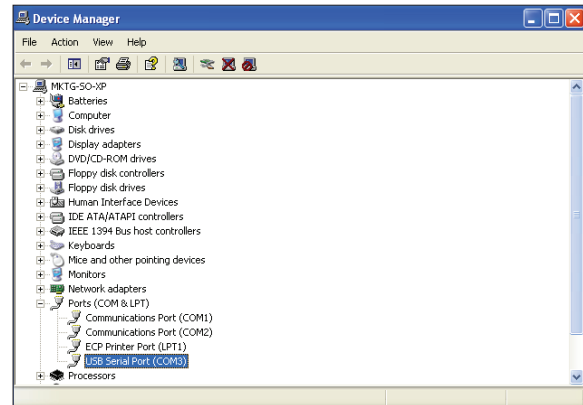 Device Manager
File Action View Help
MKTG-SO-XP
Batteries
Computer
Disk drives
Display adapters
DVD/CD-ROM drives
Floppy disk controllers
Floppy disk drives
Human Interface Devices
IDE ATA/ATAPI controllers
IEEE 1394 Bus host controllers
Keyboards
Mice and other pointing devices
Monitors
Network adapters
Ports (COM & LPT)
Communications Port (COM1)
Communications Port (COM2)
ECP Printer Port (LPT1)
USB Serial Port (COM3)
Processors